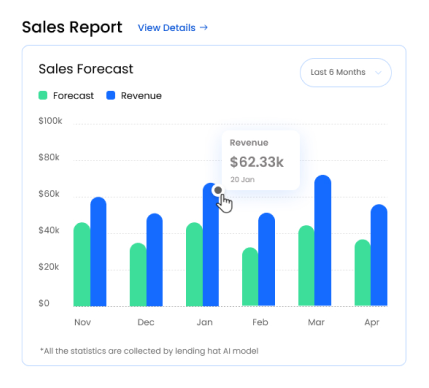 Sales Report View Details →
Sales Forecast
Last 6 Months
Forecast Revenue
$100k
$80k
$60k
$40k
$20k
$0
Revenue
$62.33k
20 Jan
Nov Dec Jan Feb Mar Apr
*All the statistics are collected by lending hat AI model